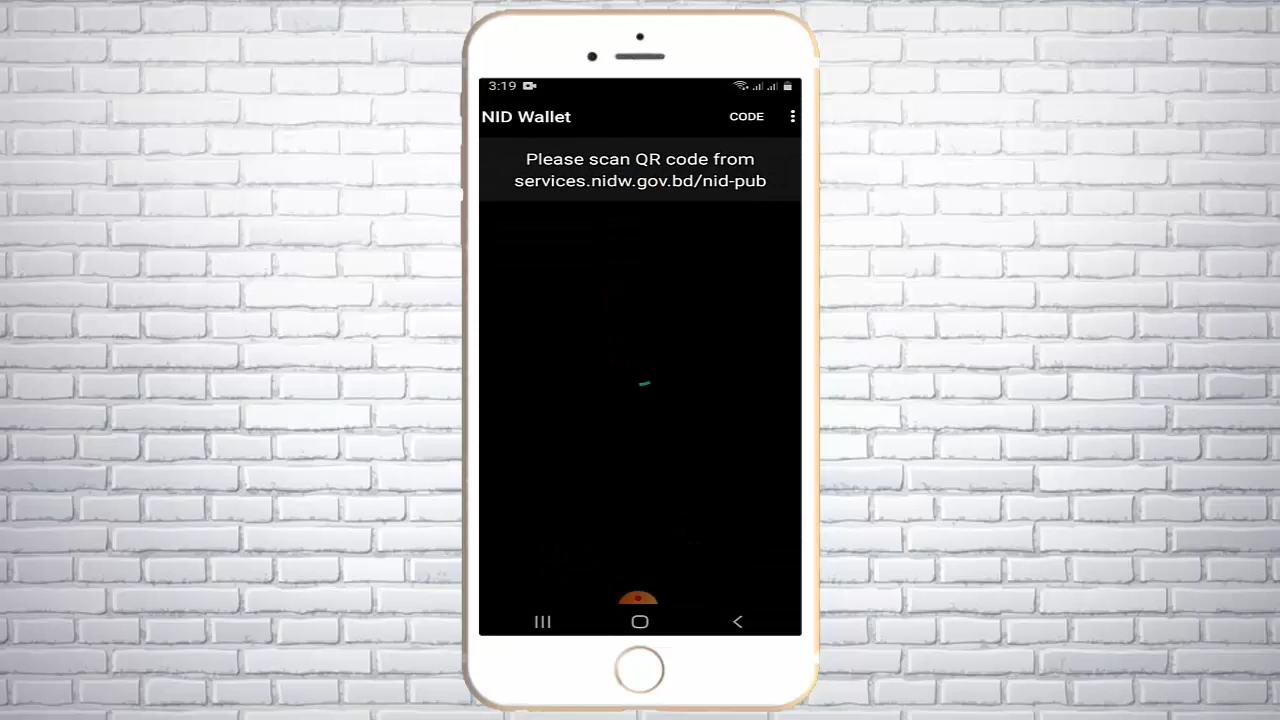 3:19
NID Wallet
CODE
Please scan QR code from
services.nidw.gov.bd/nid-pub